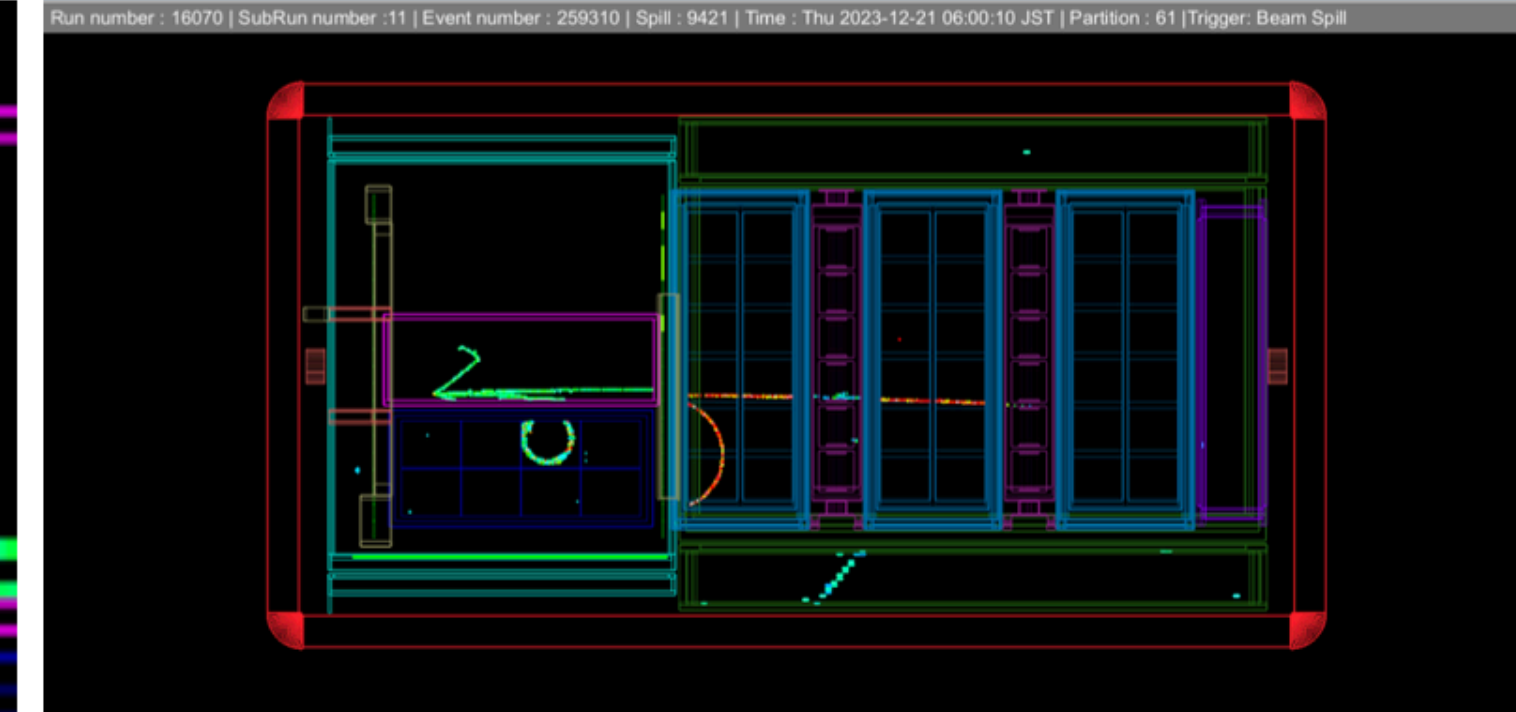 Run number : 16070 | SubRun number :11 | Event number : 259310 | Spill : 9421 | Time : Thu 2023-12-21 06:00:10 JST | Partition : 61 |Trigger: Beam Spill